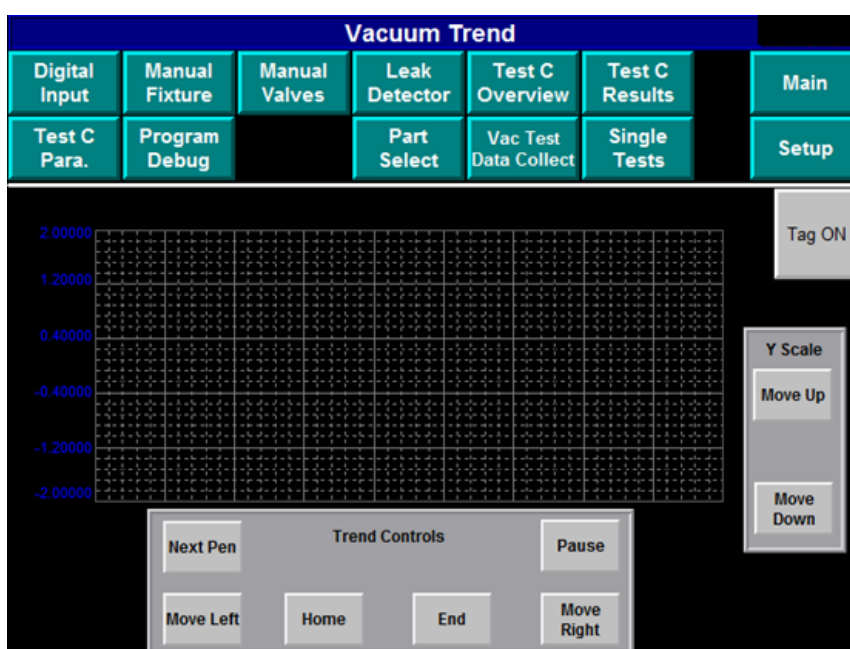 Vacuum Trend
Digital Manual Manual Leak Test C Test C Main
Input Fixture Valves Detector Overview Results
Test C Program Part Vac Test Single Setup
Para. Debug Select Data Collect Tests
Tag ON
2.00000
1.20000
0.40000
-0.40000
-1.20000
-2.00000
Y Scale
Move Up
Move
Down
Trend Controls
Next Pen
Pause
Move Left
Home
End
Move
Right